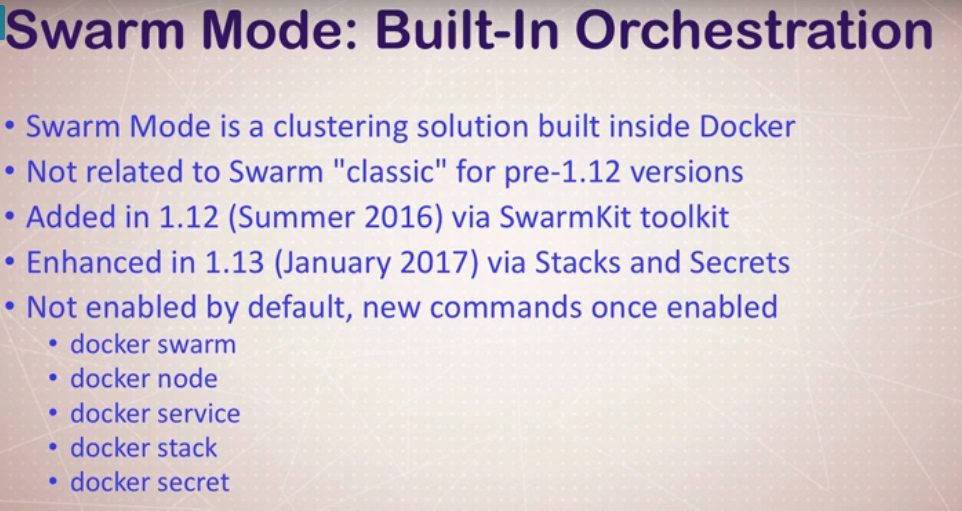 Swarm Mode: Built-In Orchestration
• Swarm Mode is a clustering solution built inside Docker
• Not related to Swarm "classic" for pre-1.12 versions
• Added in 1.12 (Summer 2016) via SwarmKit toolkit
• Enhanced in 1.13 (January 2017) via Stacks and Secrets
• Not enabled by default, new commands once enabled
• docker swarm
• docker node
• docker service
• docker stack
• docker secret